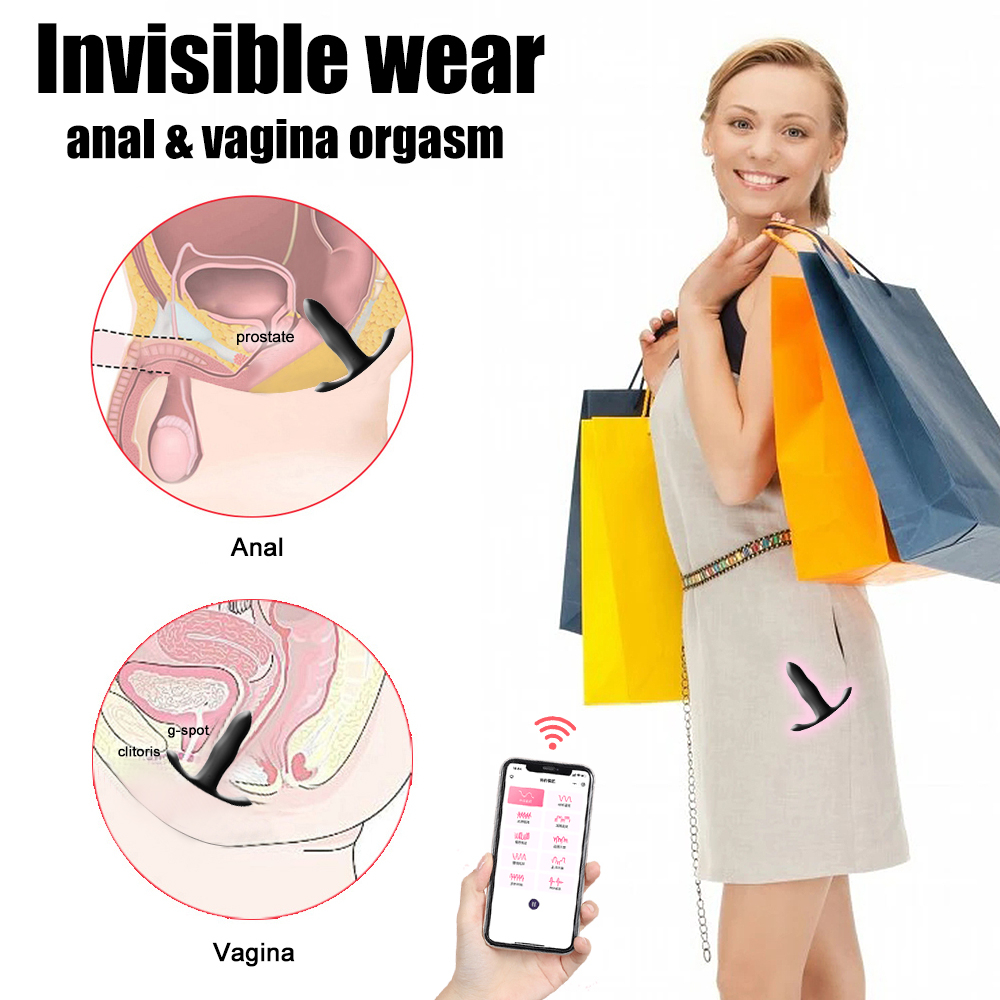 Invisible wear
anal & vagina orgasm
prostate
Anal
g-spot
clitoris
Vagina